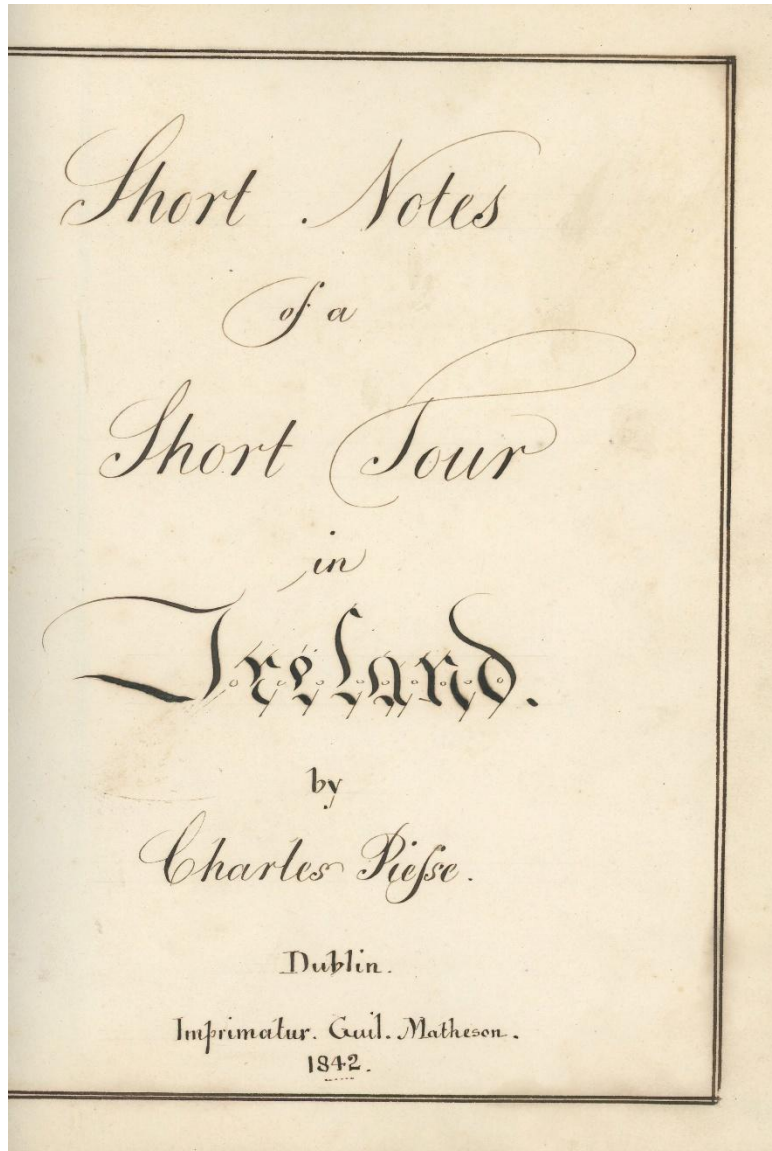 Short Notes
of a
Short Tour
in
Ireland.
by
Charles Pieſse.
Dublin.
Imprimatur. Guil. Matheson.
1842.